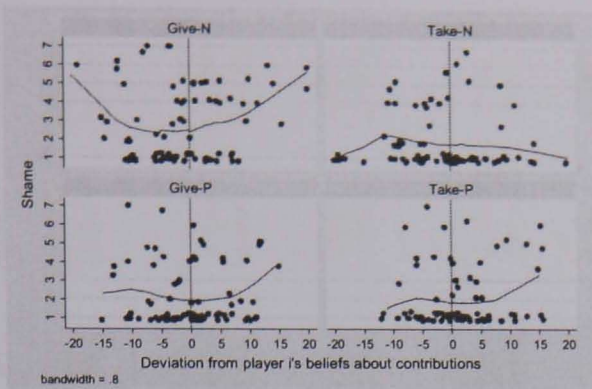 Give-N
Take-N
7
6
5
4
3
2
1
Give-P
Take-P
7
6
5
4
3
2
1
Shame
-20 -15 -10 -5 0 5 10 15 20 -20 -15 -10 -5 0 5 10 15 20
Deviation from player i's beliefs about contributions
bandwidth = .8